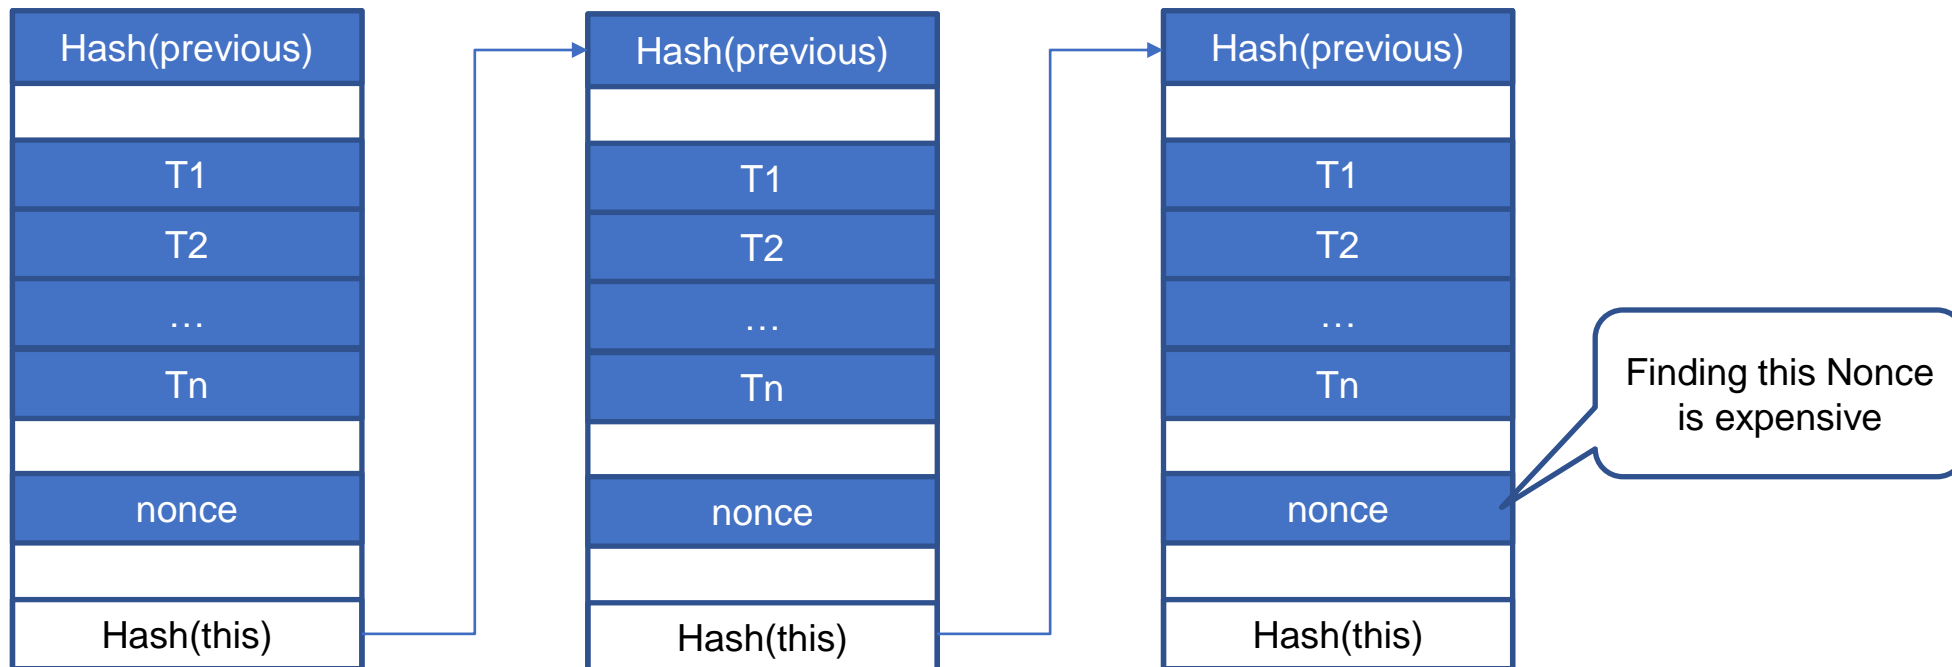 Hash(previous)
T1
T2
...
Tn
nonce
Hash(this)
Hash(previous)
T1
T2
...
Tn
nonce
Hash(this)
Hash(previous)
T1
T2
...
Tn
nonce
Hash(this)
Finding this Nonce
is expensive